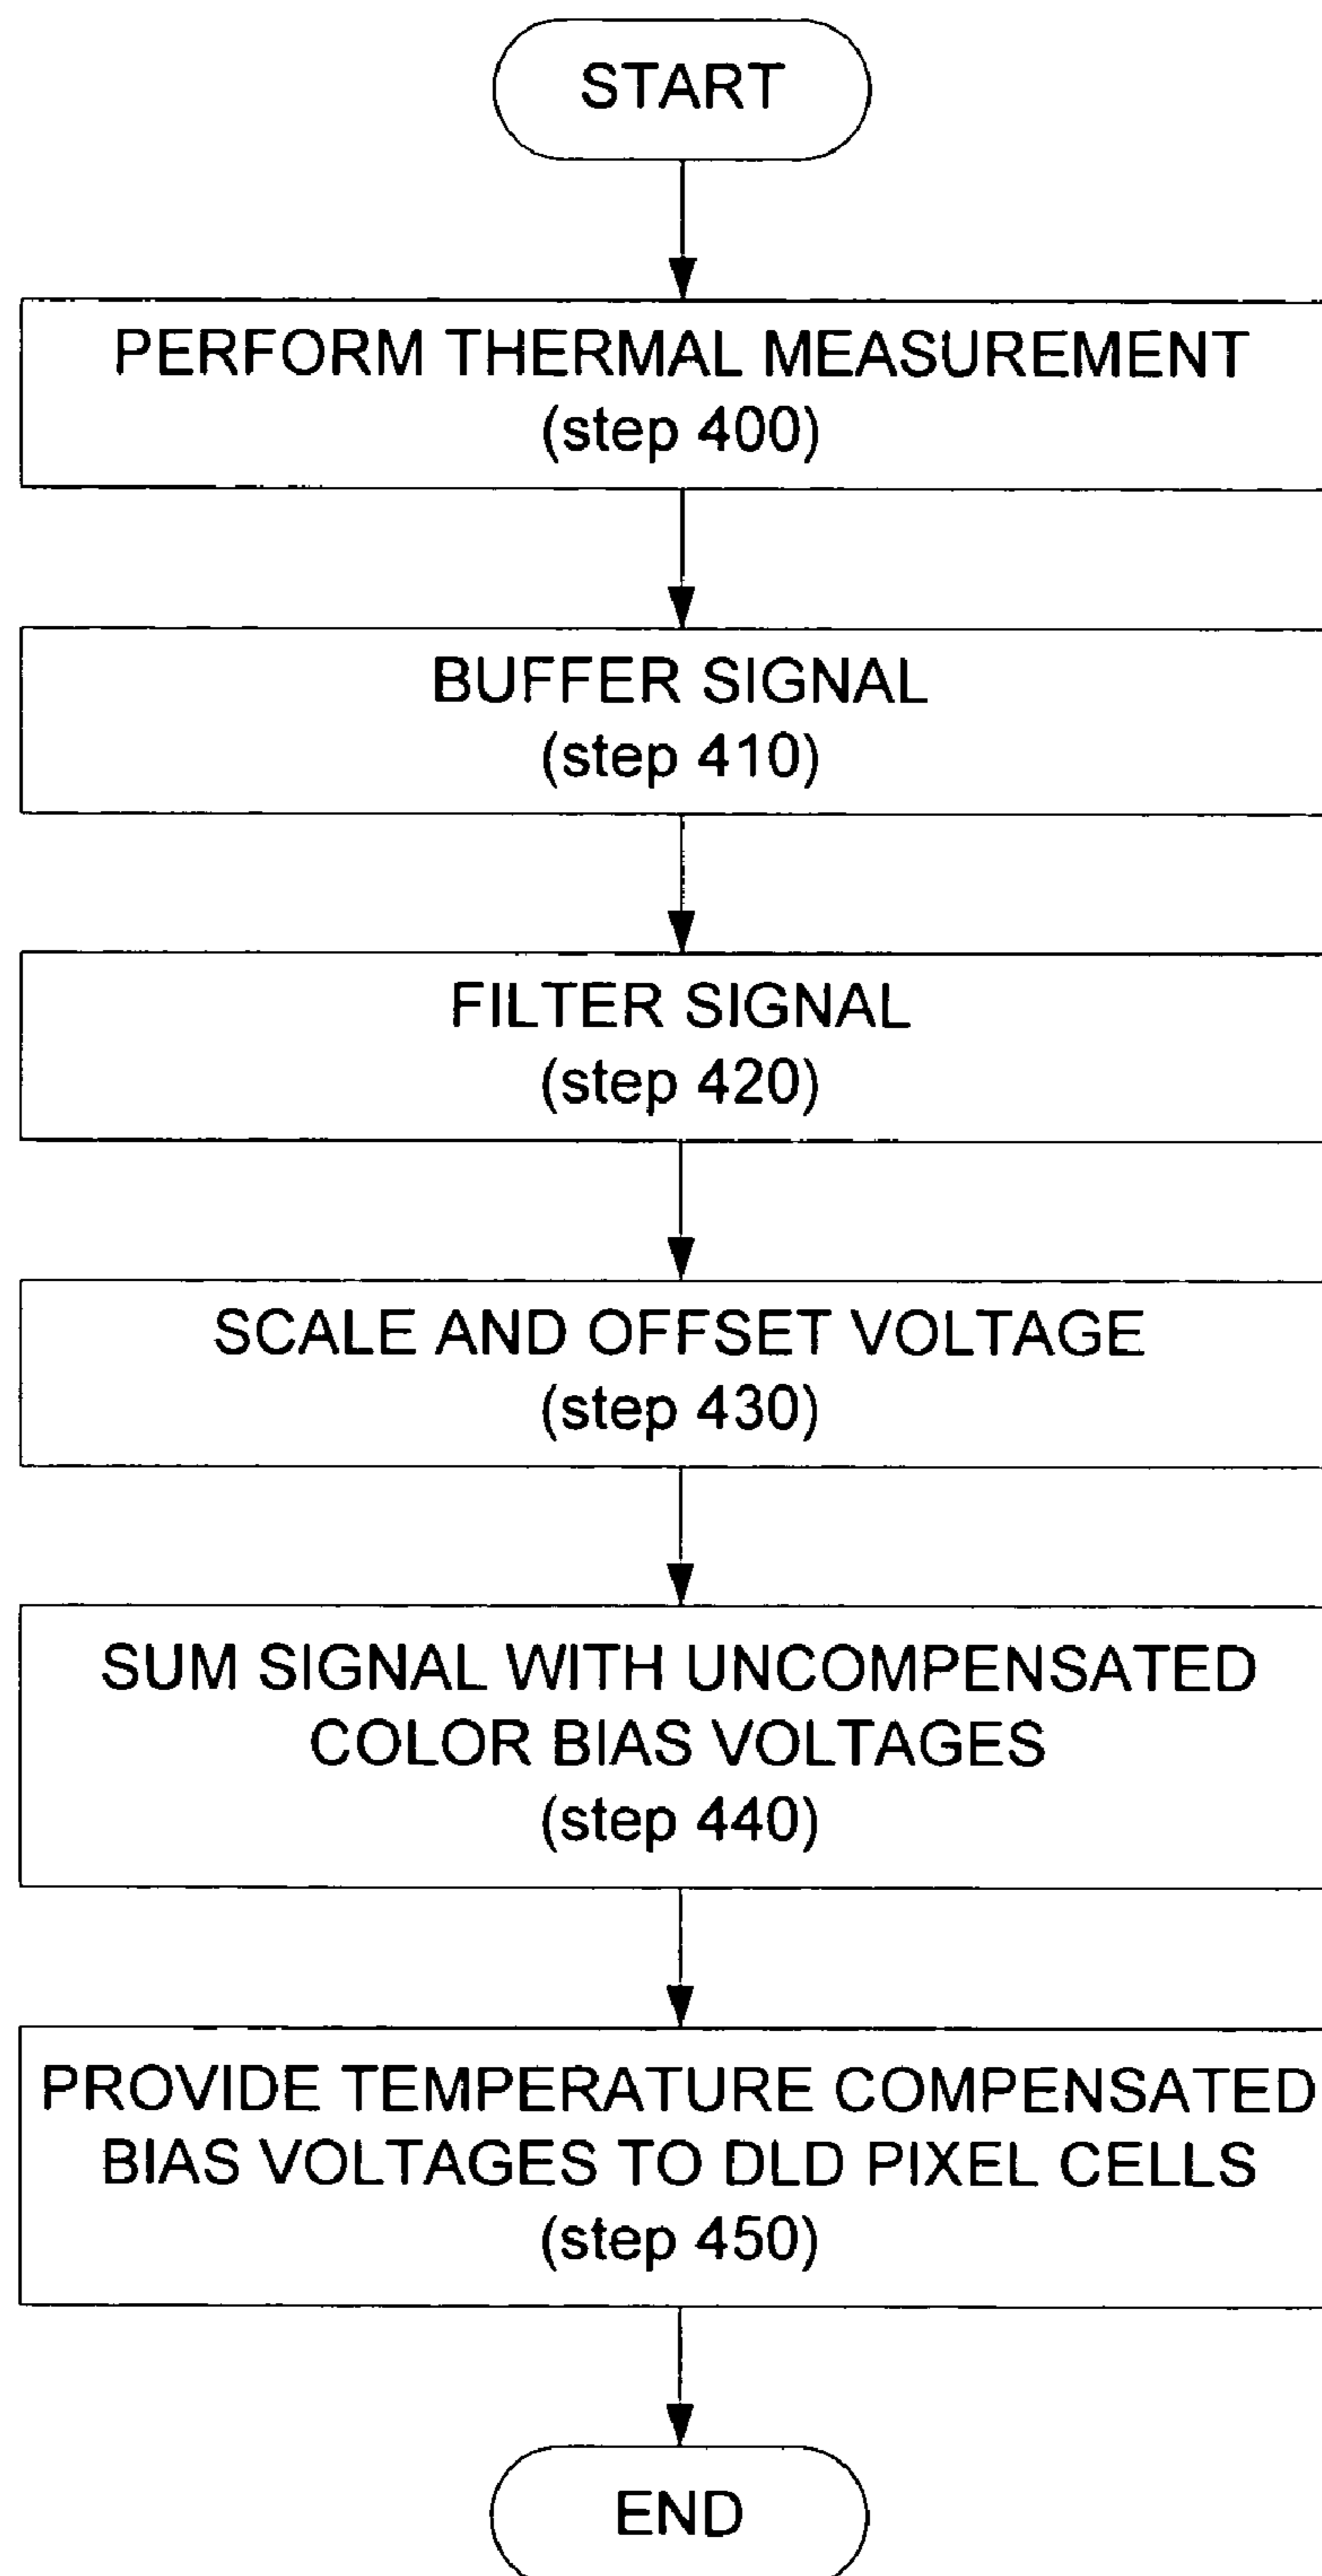 START
PERFORM THERMAL MEASUREMENT
(step 400)
BUFFER SIGNAL
(step 410)
FILTER SIGNAL
(step 420)
SCALE AND OFFSET VOLTAGE
(step 430)
SUM SIGNAL WITH UNCOMPENSATED
COLOR BIAS VOLTAGES
(step 440)
PROVIDE TEMPERATURE COMPENSATED
BIAS VOLTAGES TO DLD PIXEL CELLS
(step 450)
END